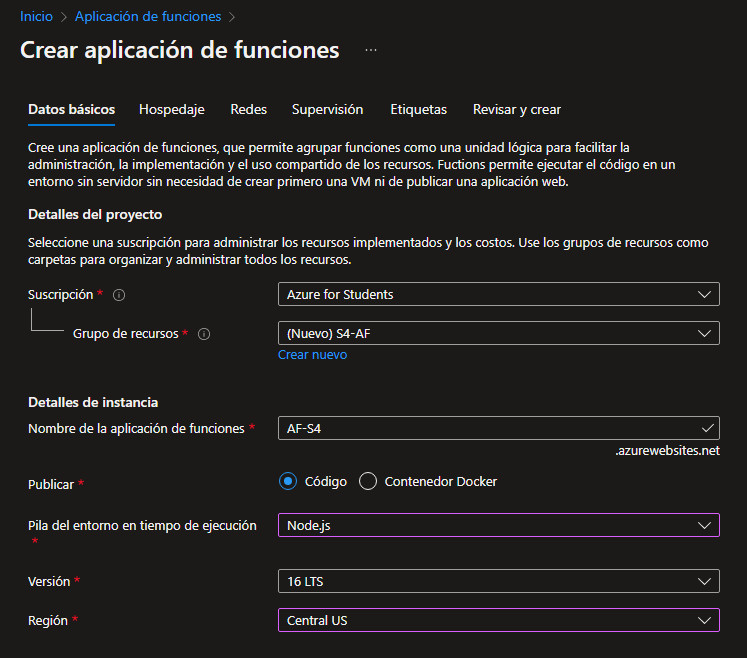 Inicio > Aplicación de funciones >
Crear aplicación de funciones ...
Datos básicos Hospedaje Redes Supervisión Etiquetas Revisar y crear
Cree una aplicación de funciones, que permite agrupar funciones como una unidad lógica para facilitar la
administración, la implementación y el uso compartido de los recursos. Fuctions permite ejecutar el código en un
entorno sin servidor sin necesidad de crear primero una VM ni de publicar una aplicación web.
Detalles del proyecto
Seleccione una suscripción para administrar los recursos implementados y los costos. Use los grupos de recursos como
carpetas para organizar y administrar todos los recursos.
Suscripción * Azure for Students
Grupo de recursos * (Nuevo) S4-AF
Crear nuevo
Detalles de instancia
Nombre de la aplicación de funciones * AF-S4
.azurewebsites.net
Publicar * Código Contenedor Docker
Pila del entorno en tiempo de ejecución * Node.js
Versión * 16 LTS
Región * Central US